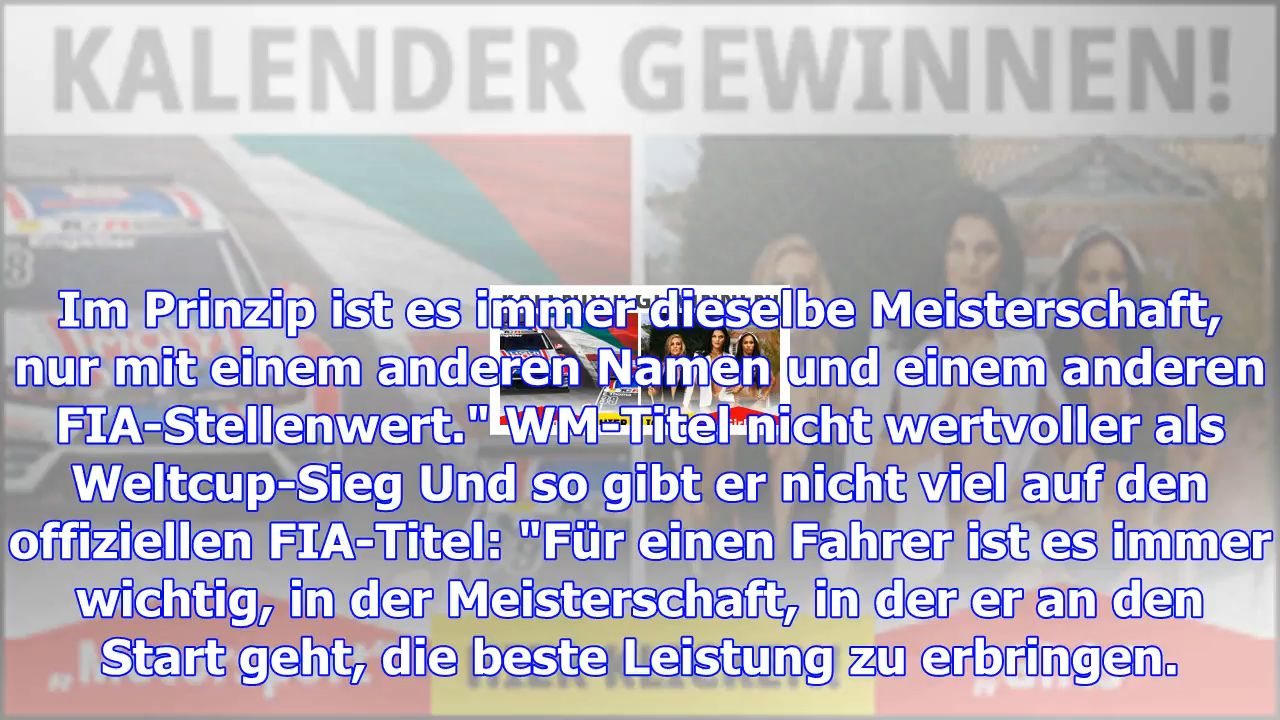 KALENDER GEWINNEN!
Im Prinzip ist es immer dieselbe Meisterschaft,
nur mit einem anderen Namen und einem anderen
FIA-Stellenwert." WM-Titel nicht wertvoller als
Weltcup-Sieg Und so gibt er nicht viel auf den
offiziellen FIA-Titel: "Für einen Fahrer ist es immer
wichtig, in der Meisterschaft, in der er an den
Start geht, die beste Leistung zu erbringen.